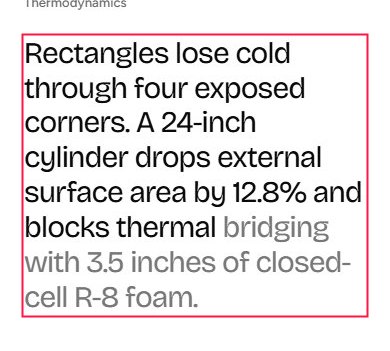 Thermodynamics
Rectangles lose cold
through four exposed
corners. A 24-inch
cylinder drops external
surface area by 12.8% and
blocks thermal bridging
with 3.5 inches of closed-
cell R-8 foam.